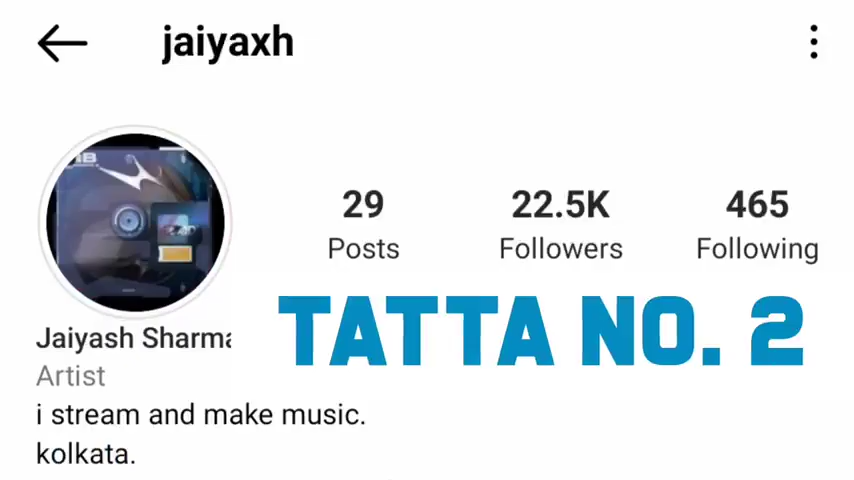 jaiyaxh
29
Posts
22.5K
Followers
465
Following
TATTA NO. 2
Jaiyash Sharma
Artist
i stream and make music.
kolkata.